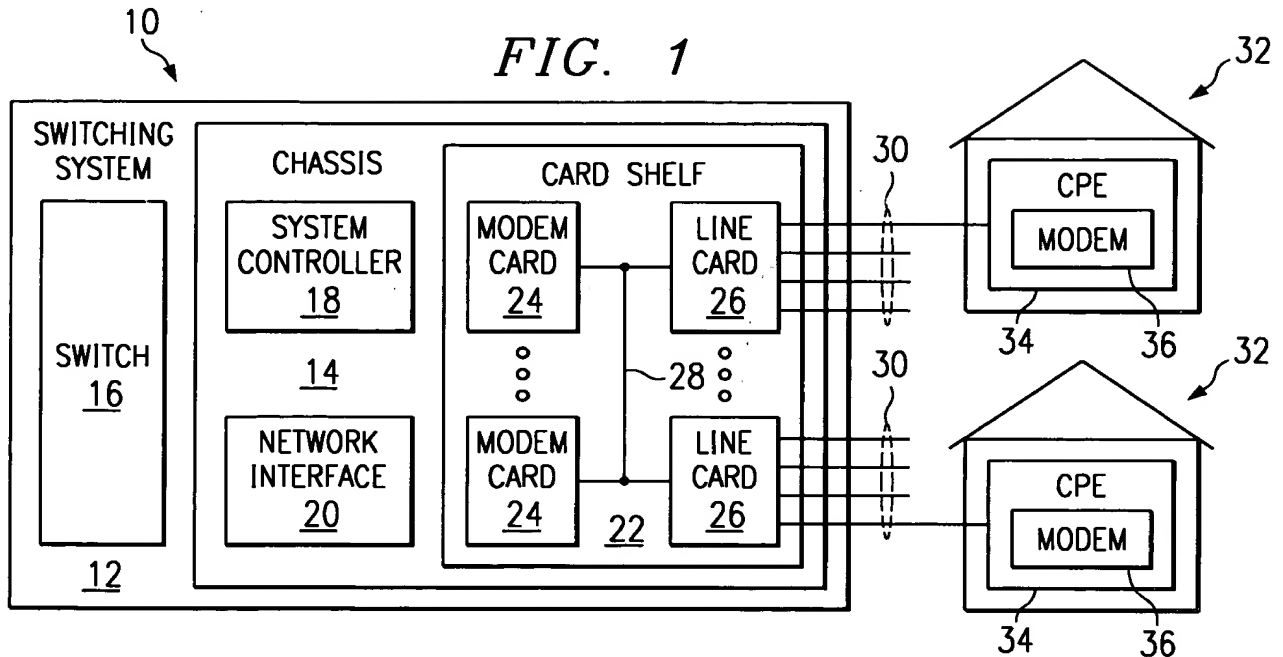 FIG. 1
10
SWITCHING
SYSTEM
SWITCH
16
12
CHASSIS
SYSTEM
CONTROLLER
18
14
NETWORK
INTERFACE
20
CARD SHELF
MODEM
CARD
24
MODEM
CARD
24
28
22
LINE
CARD
26
LINE
CARD
26
30
30
32
CPE
MODEM
34
36
32
CPE
MODEM
34
36